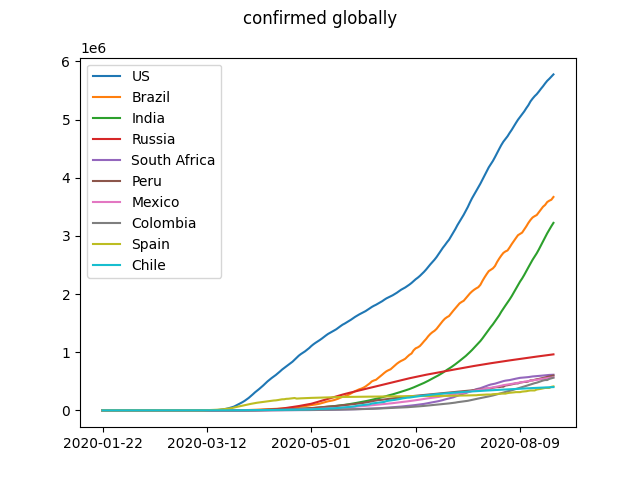 confirmed globally
1e6
6
5
4
3
2
1
0
US
Brazil
India
Russia
South Africa
Peru
Mexico
Colombia
Spain
Chile
2020-01-22 2020-03-12 2020-05-01 2020-06-20 2020-08-09